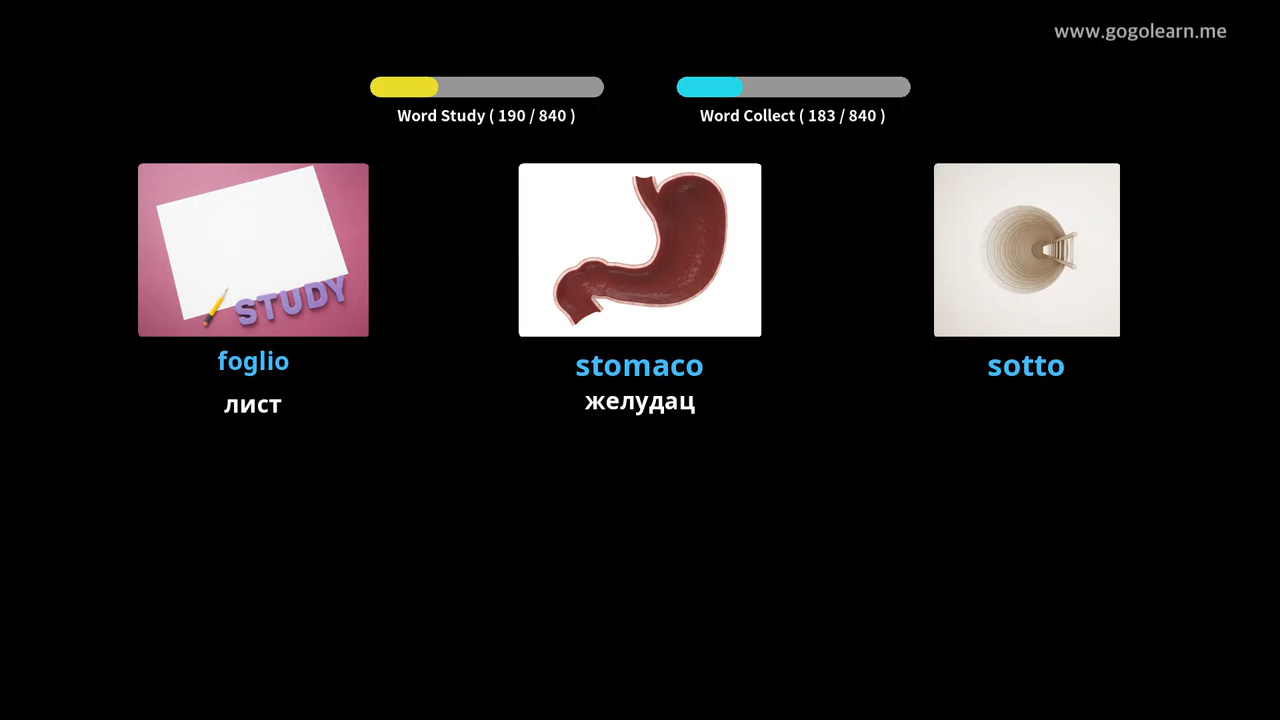 www.gogolearn.me
Word Study ( 190 / 840 )
Word Collect ( 183 / 840 )
STUDY
foglio
лист
stomaco
желудац
sotto